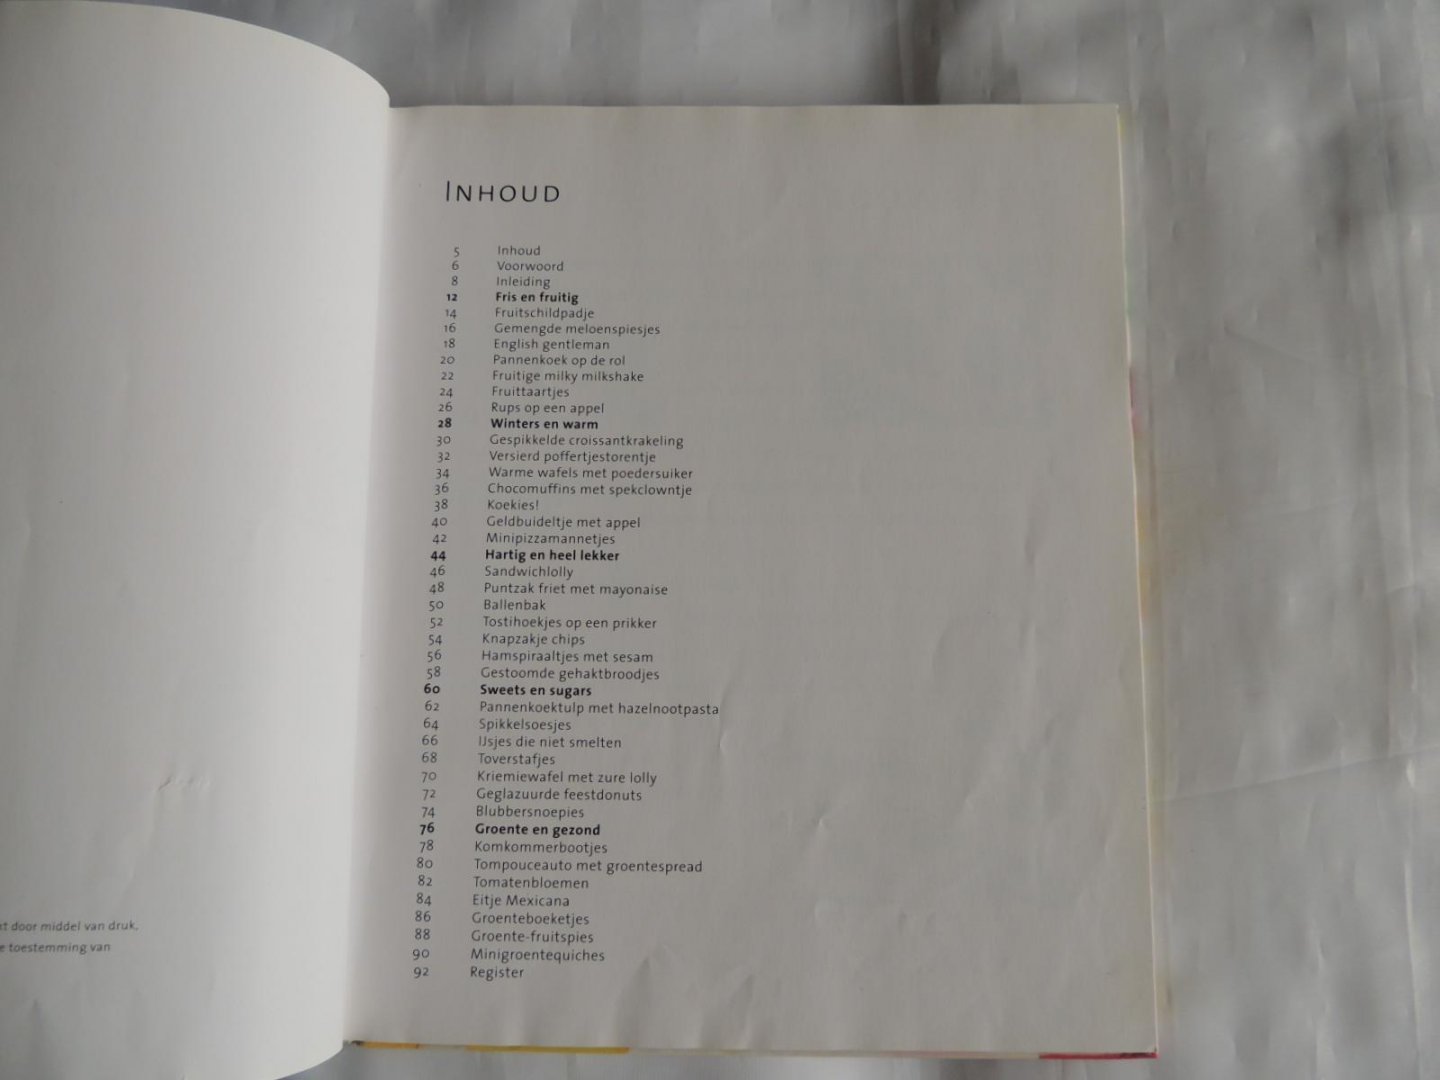 t door middel van druk,
e toestemming van
INHOUD
5 Inhoud
6 Voorwoord
8 Inleiding
12 Fris en fruitig
14 Fruitschildpadje
16 Gemengde meloenspiesjes
18 English gentleman
20 Pannenkoek op de rol
22 Fruitige milky milkshake
24 Fruittaartjes
26 Rups op een appel
28 Winters en warm
30 Gespikkelde croissantkrakeling
32 Versierd poffertjestorentje
34 Warme wafels met poedersuiker
36 Chocomuffins met spekclowntje
38 Koekies!
40 Geldbuideltje met appel
42 Minipizzamannetjes
44 Hartig en heel lekker
46 Sandwichlolly
48 Puntzak friet met mayonaise
50 Ballenbak
52 Tostihoekjes op een prikker
54 Knapzakje chips
56 Hamspiraaltjes met sesam
58 Gestoomde gehaktbroodjes
60 Sweets en sugars
62 Pannenkoektulp met hazelnootpasta
64 Spikkelsoesjes
66 IJsjes die niet smelten
68 Toverstafjes
70 Kriemiewafel met zure lolly
72 Geglazuurde feestdonuts
74 Blubbersnoepies
76 Groente en gezond
78 Komkommerbootjes
80 Tompouceauto met groentespread
82 Tomatenbloemen
84 Eitje Mexicana
86 Groenteboeketjes
88 Groente-fruitspies
90 Minigroentequiches
92 Register